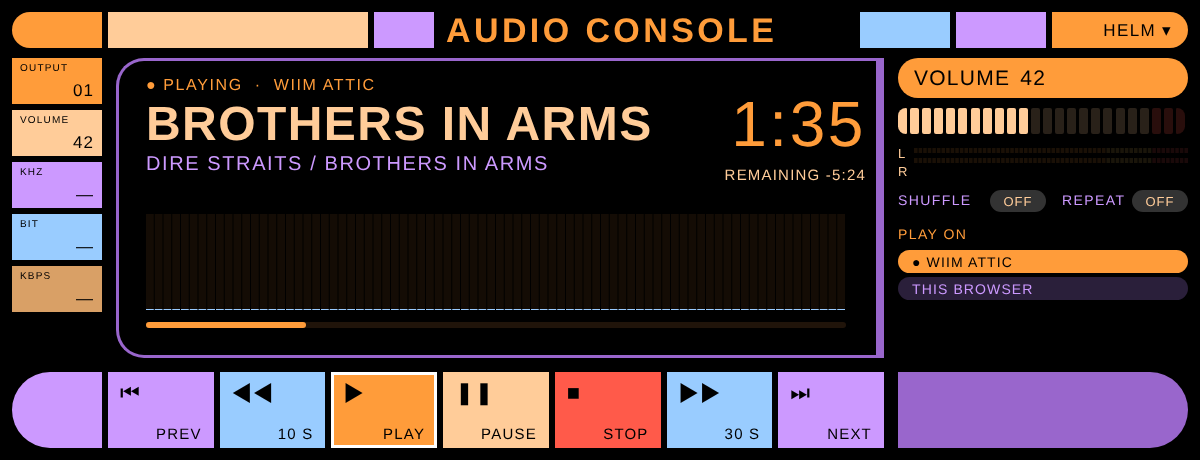 AUDIO CONSOLE
HELM ▾
OUTPUT
01
VOLUME
42
KHZ
—
BIT
—
KBPS
—
● PLAYING · WIIM ATTIC
BROTHERS IN ARMS
DIRE STRAITS / BROTHERS IN ARMS
1:35
REMAINING -5:24
VOLUME 42
L
R
SHUFFLE OFF REPEAT OFF
PLAY ON
● WIIM ATTIC
THIS BROWSER
PREV
10 S
PLAY
PAUSE
STOP
30 S
NEXT